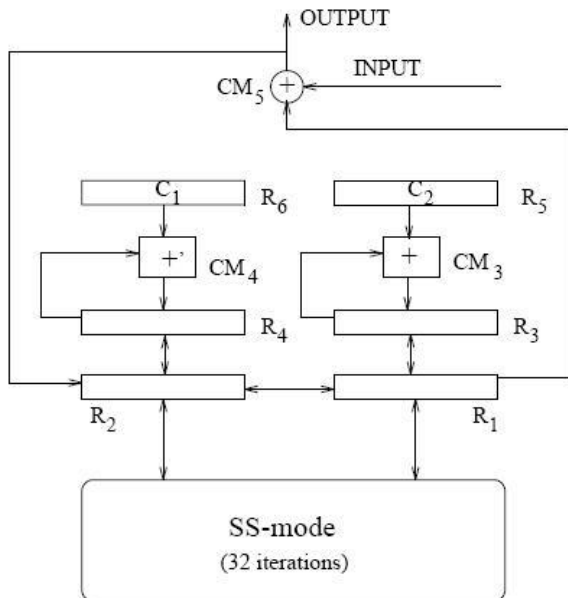 OUTPUT
INPUT
CM5
+
C1
R6
C2
R5
+’
CM4
+
CM3
R4
R3
R2
R1
SS-mode
(32 iterations)